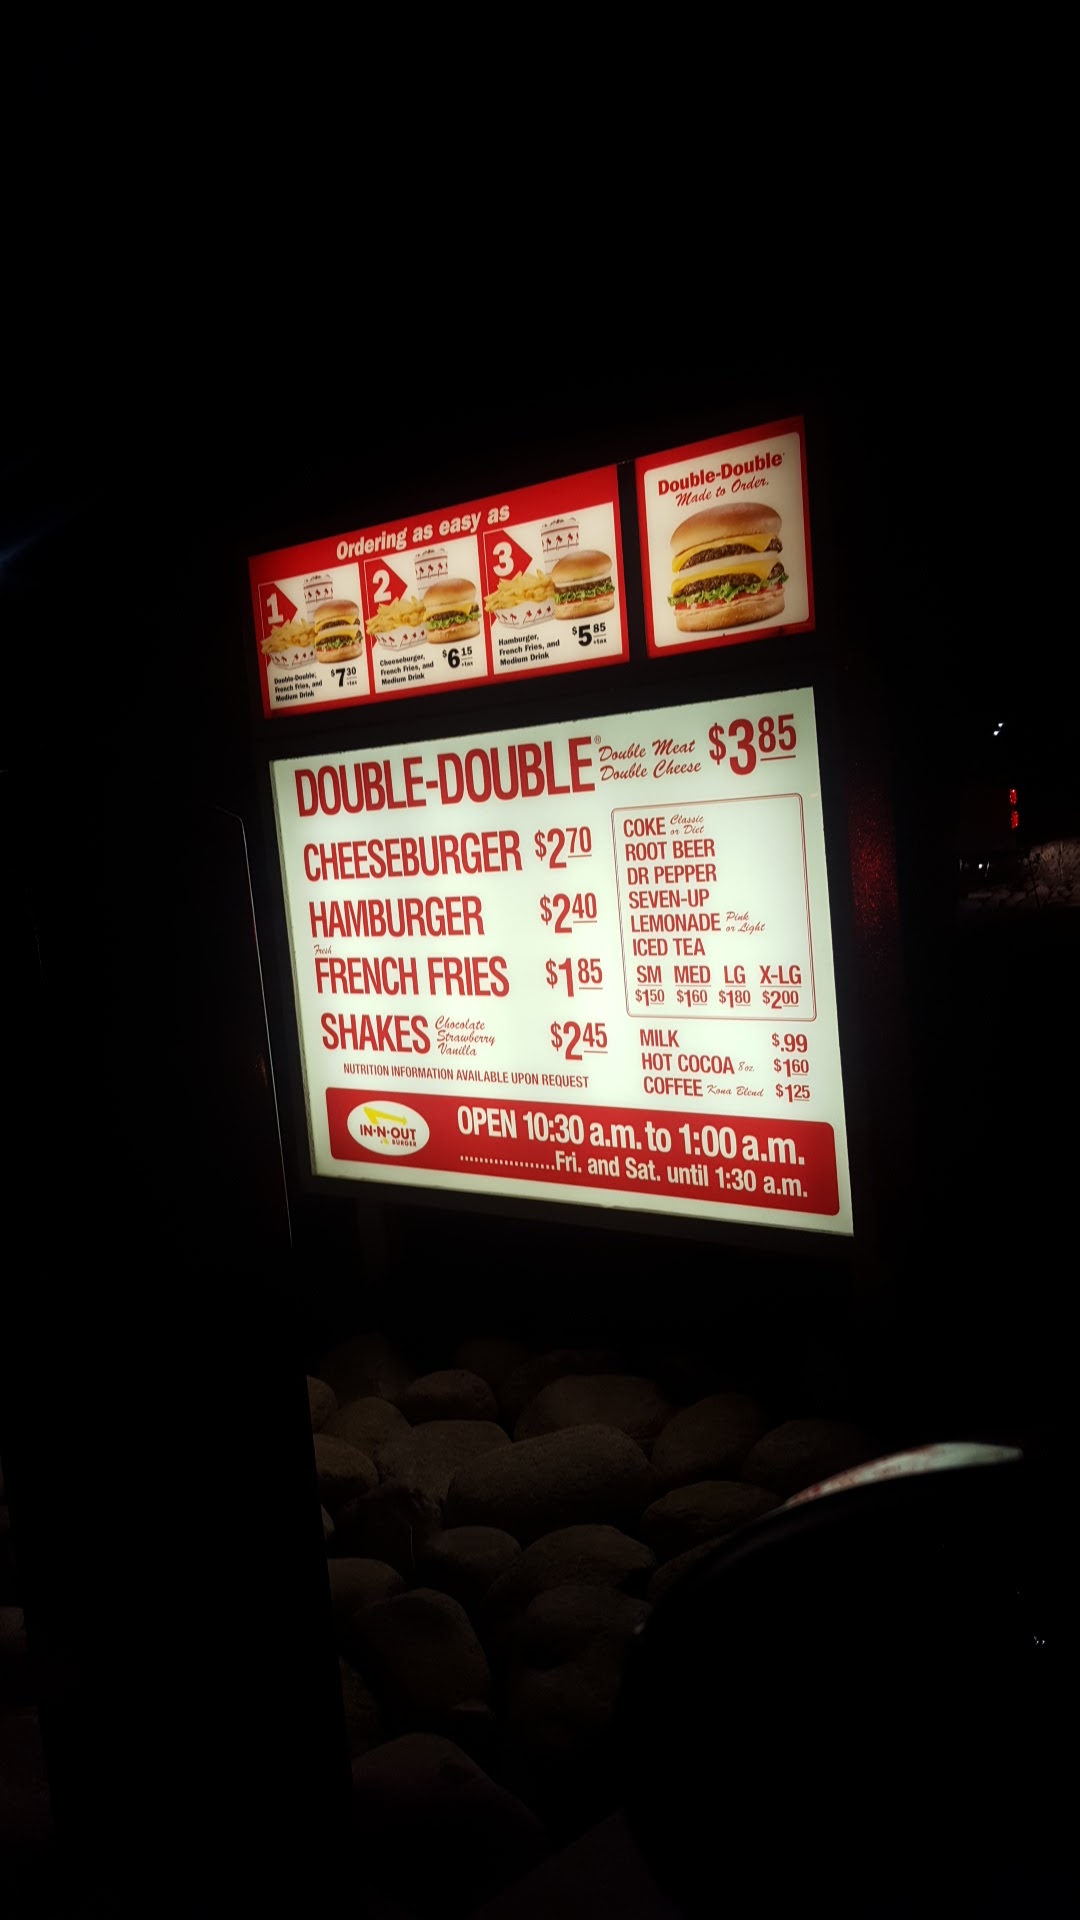 Ordering as easy as
1
Double-Double,
French Fries, and
Medium Drink
$7.30
+tax
2
Cheeseburger,
French Fries, and
Medium Drink
$6.15
+tax
3
Hamburger,
French Fries, and
Medium Drink
$5.85
+tax
Double-Double®
Made to Order.
DOUBLE-DOUBLE® Double Meat Double Cheese $3.85
CHEESEBURGER $2.70
HAMBURGER $2.40
Fresh
FRENCH FRIES $1.85
SHAKES Chocolate Strawberry Vanilla $2.45
NUTRITION INFORMATION AVAILABLE UPON REQUEST
COKE Classic or Diet
ROOT BEER
DR PEPPER
SEVEN-UP
LEMONADE Pink or Light
ICED TEA
SM MED LG X-LG
$1.50 $1.60 $1.80 $2.00
MILK $.99
HOT COCOA 8oz. $1.60
COFFEE Kona Blend $1.25
IN-N-OUT
BURGER
OPEN 10:30 a.m. to 1:00 a.m.
...................Fri. and Sat. until 1:30 a.m.